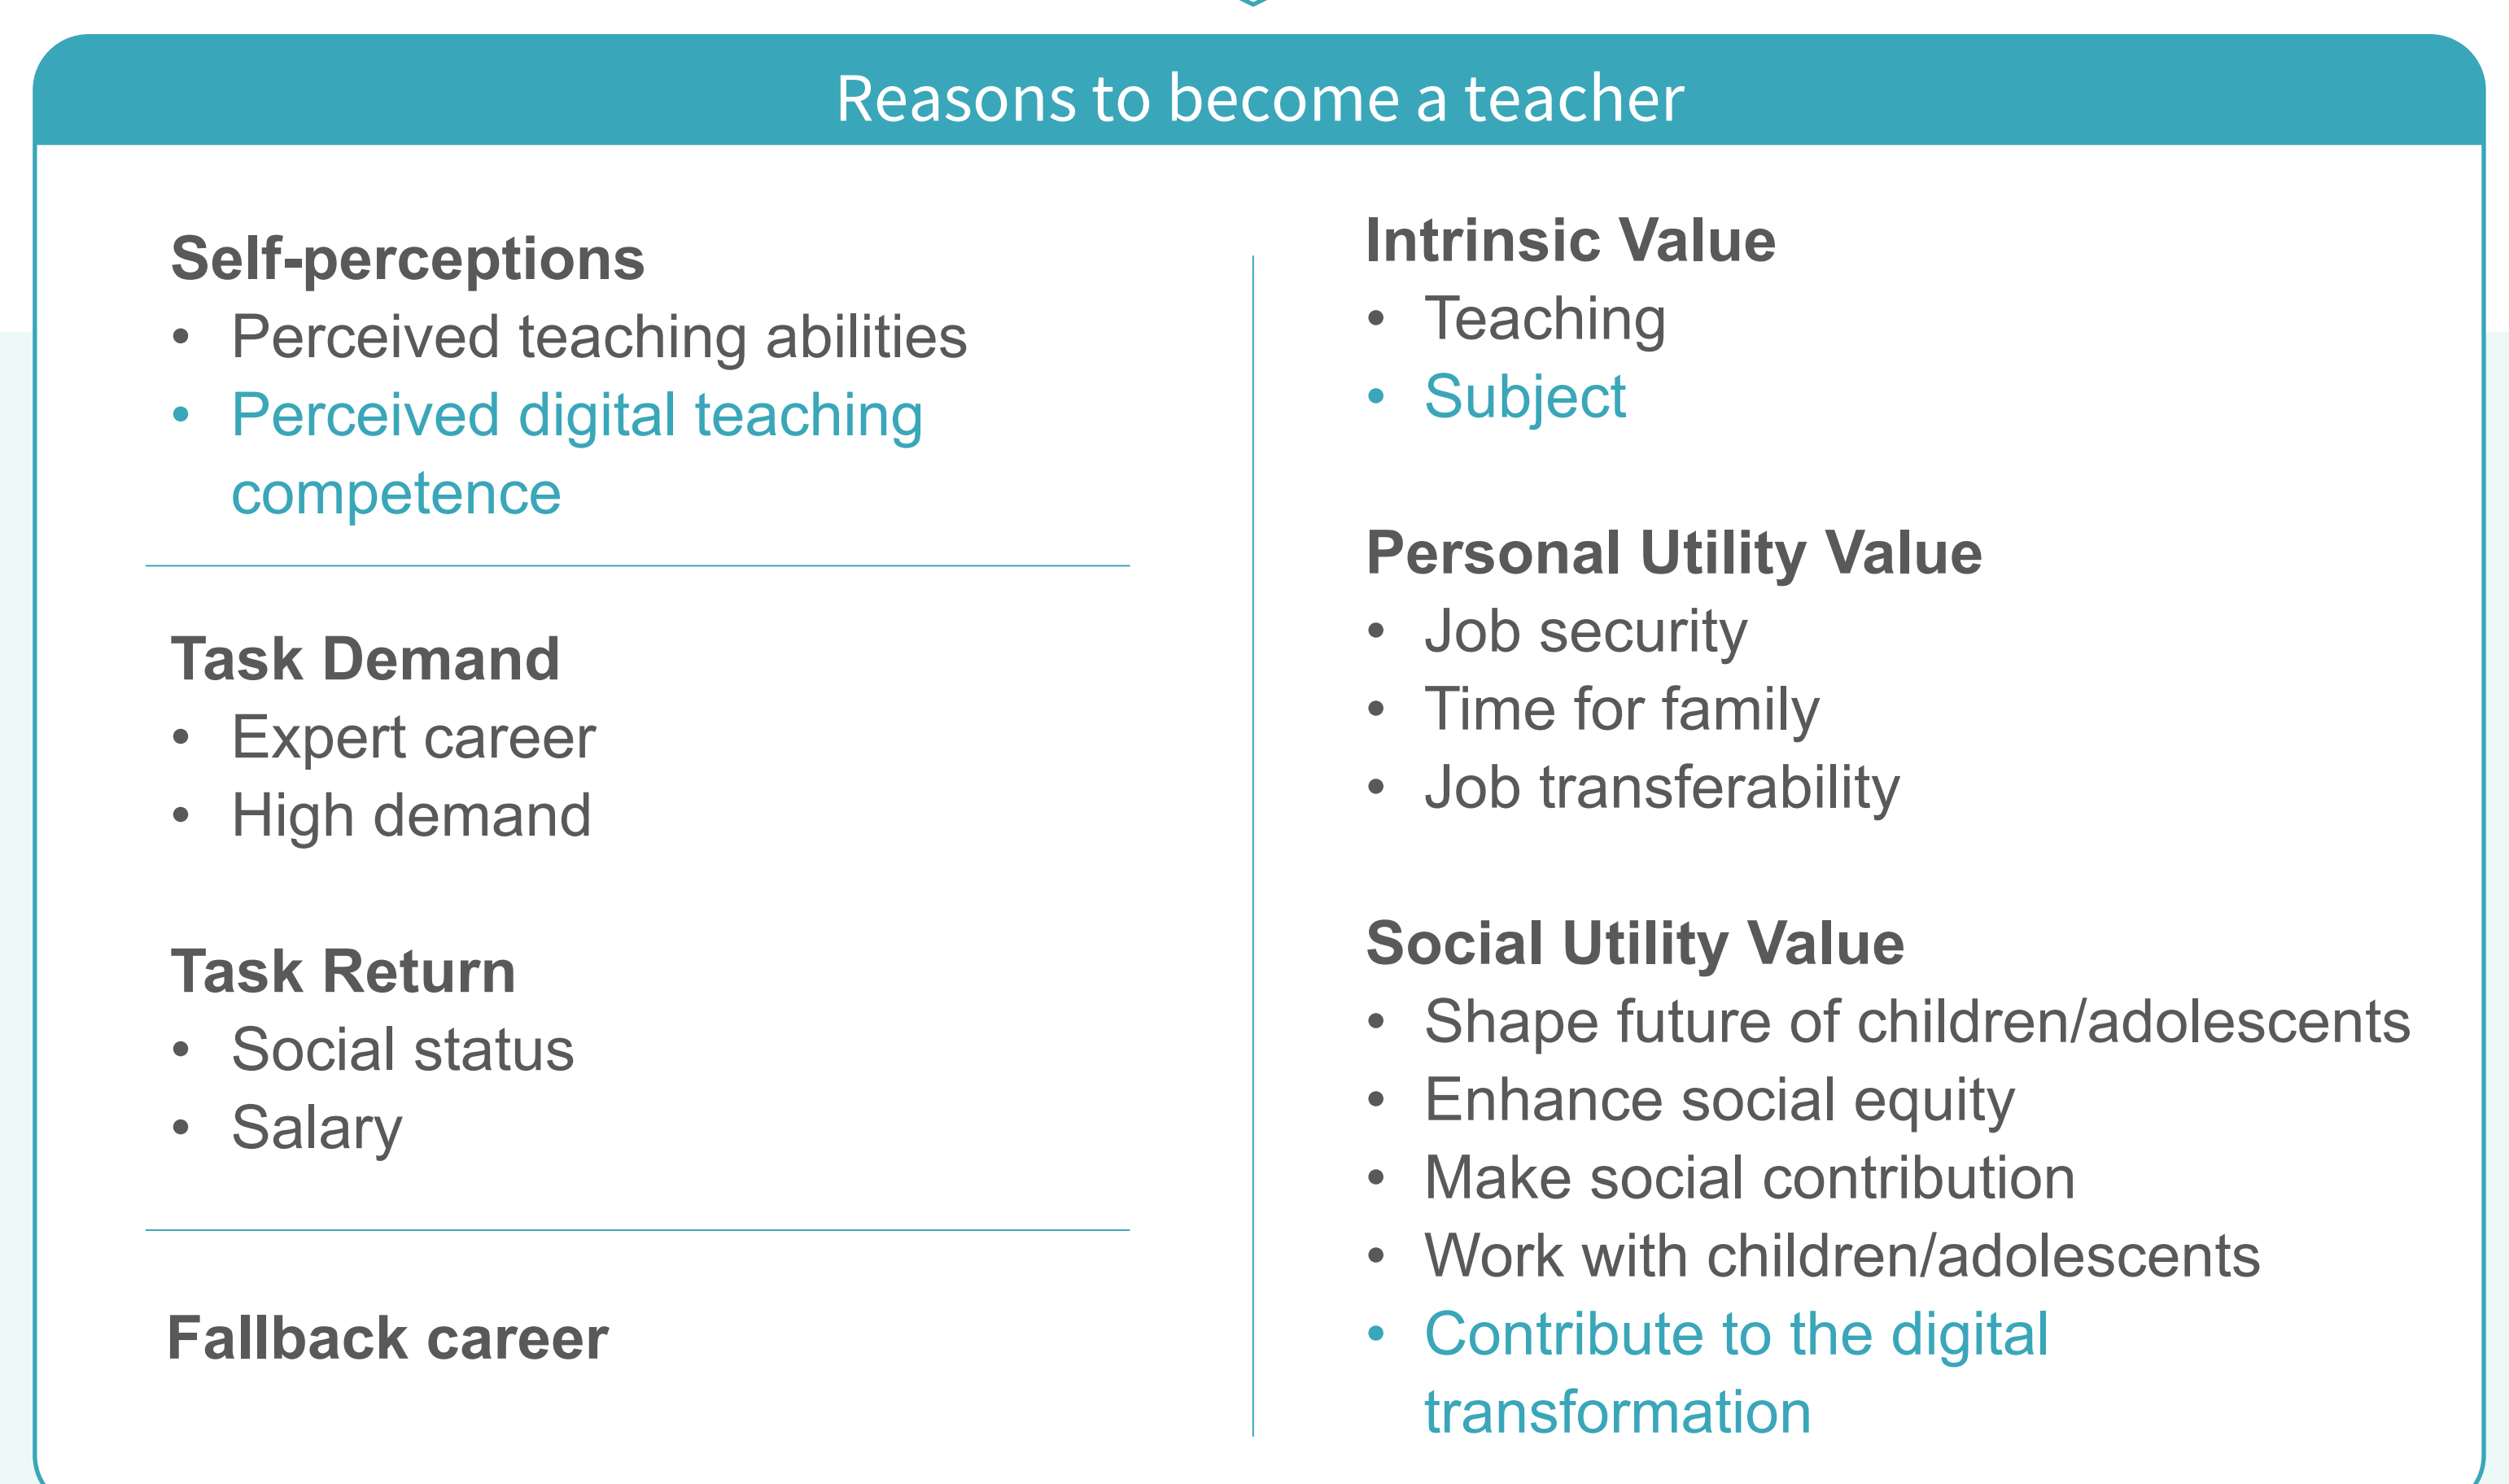 Reasons to become a teacher
Self-perceptions
• Perceived teaching abilities
• Perceived digital teaching
competence
Task Demand
• Expert career
• High demand
Task Return
• Social status
• Salary
Fallback career
Intrinsic Value
• Teaching
• Subject
Personal Utility Value
• Job security
• Time for family
• Job transferability
Social Utility Value
• Shape future of children/adolescents
• Enhance social equity
• Make social contribution
• Work with children/adolescents
• Contribute to the digital
transformation